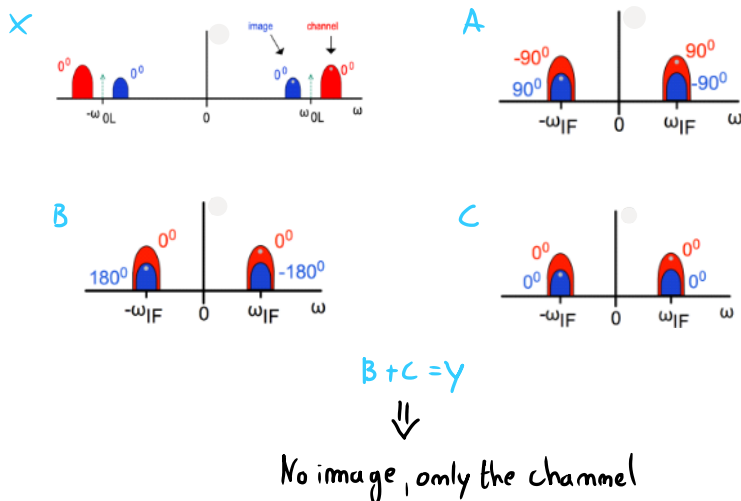 X
image
channel
0⁰
0⁰
0⁰
0⁰
-ω0L
0
ω0L
ω
A
-90⁰
90⁰
90⁰
-90⁰
-ωIF
0
ωIF
ω
B
0⁰
0⁰
180⁰
-180⁰
-ωIF
0
ωIF
ω
C
0⁰
0⁰
0⁰
0⁰
-ωIF
0
ωIF
ω
B+C=Y
⇓
No image, only the channel